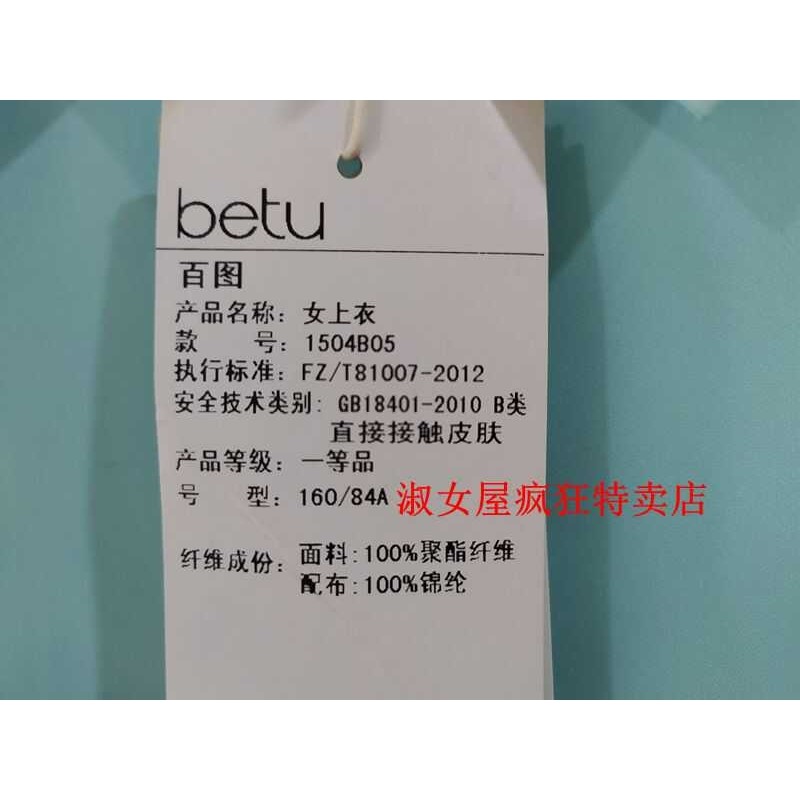 betu
百图
产品名称：女上衣
款 号：1504B05
执行标准：FZ/T81007-2012
安全技术类别：GB18401-2010 B类
直接接触皮肤
产品等级：一等品
号 型：160/84A
淑女屋疯狂特卖店
纤维成份：面料:100%聚酯纤维
配布:100%锦纶